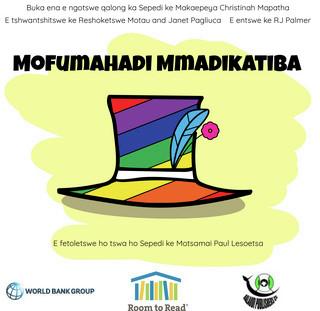 Buka ena e ngotswe qalong ka Sepedi ke Makaepeya Christinah Mapatha
E tshwantshitswe ke Reshoketswe Motau and Janet Pagliuca E entswe ke RJ Palmer
Mofumahadi Mmadikatiba
E fetoletswe ho tswa ho Sepedi ke Motsamai Paul Lesoetsa
WORLD BANK GROUP
Room to Read®